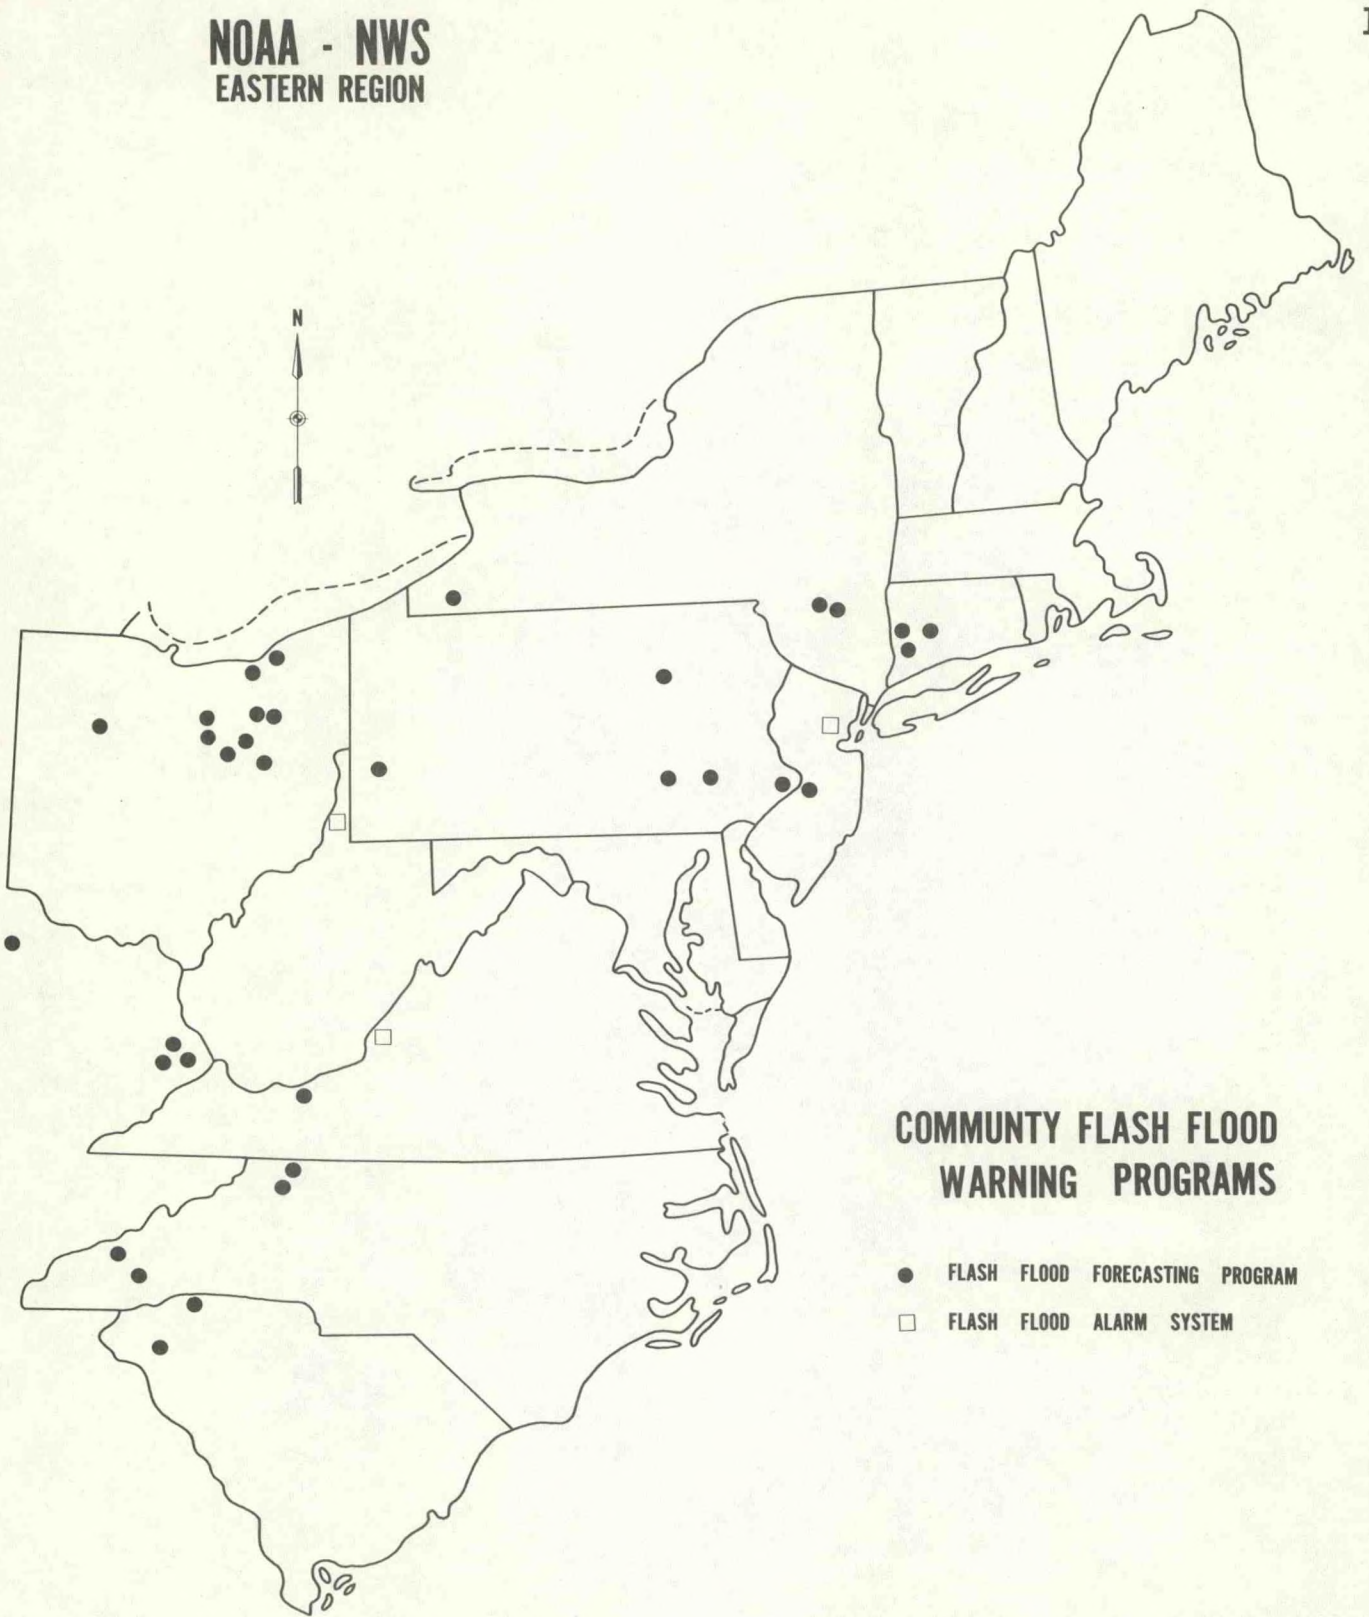 NOAA - NWS
EASTERN REGION
N
COMMUNTY FLASH FLOOD
WARNING PROGRAMS
FLASH FLOOD FORECASTING PROGRAM
FLASH FLOOD ALARM SYSTEM